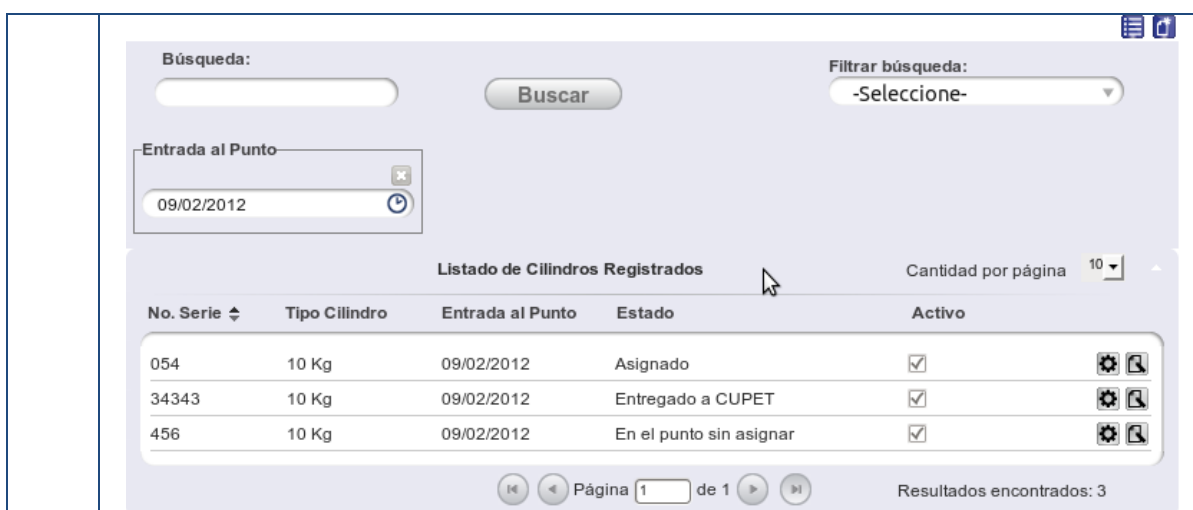 Búsqueda:
Filtrar búsqueda:
Buscar
-Seleccione-
Entrada al Punto
09/02/2012
Listado de Cilindros Registrados
Cantidad por página 10
No. Serie Tipo Cilindro Entrada al Punto Estado Activo
054 10 Kg 09/02/2012 Asignado
34343 10 Kg 09/02/2012 Entregado a CUPET
456 10 Kg 09/02/2012 En el punto sin asignar
Página 1 de 1 Resultados encontrados: 3